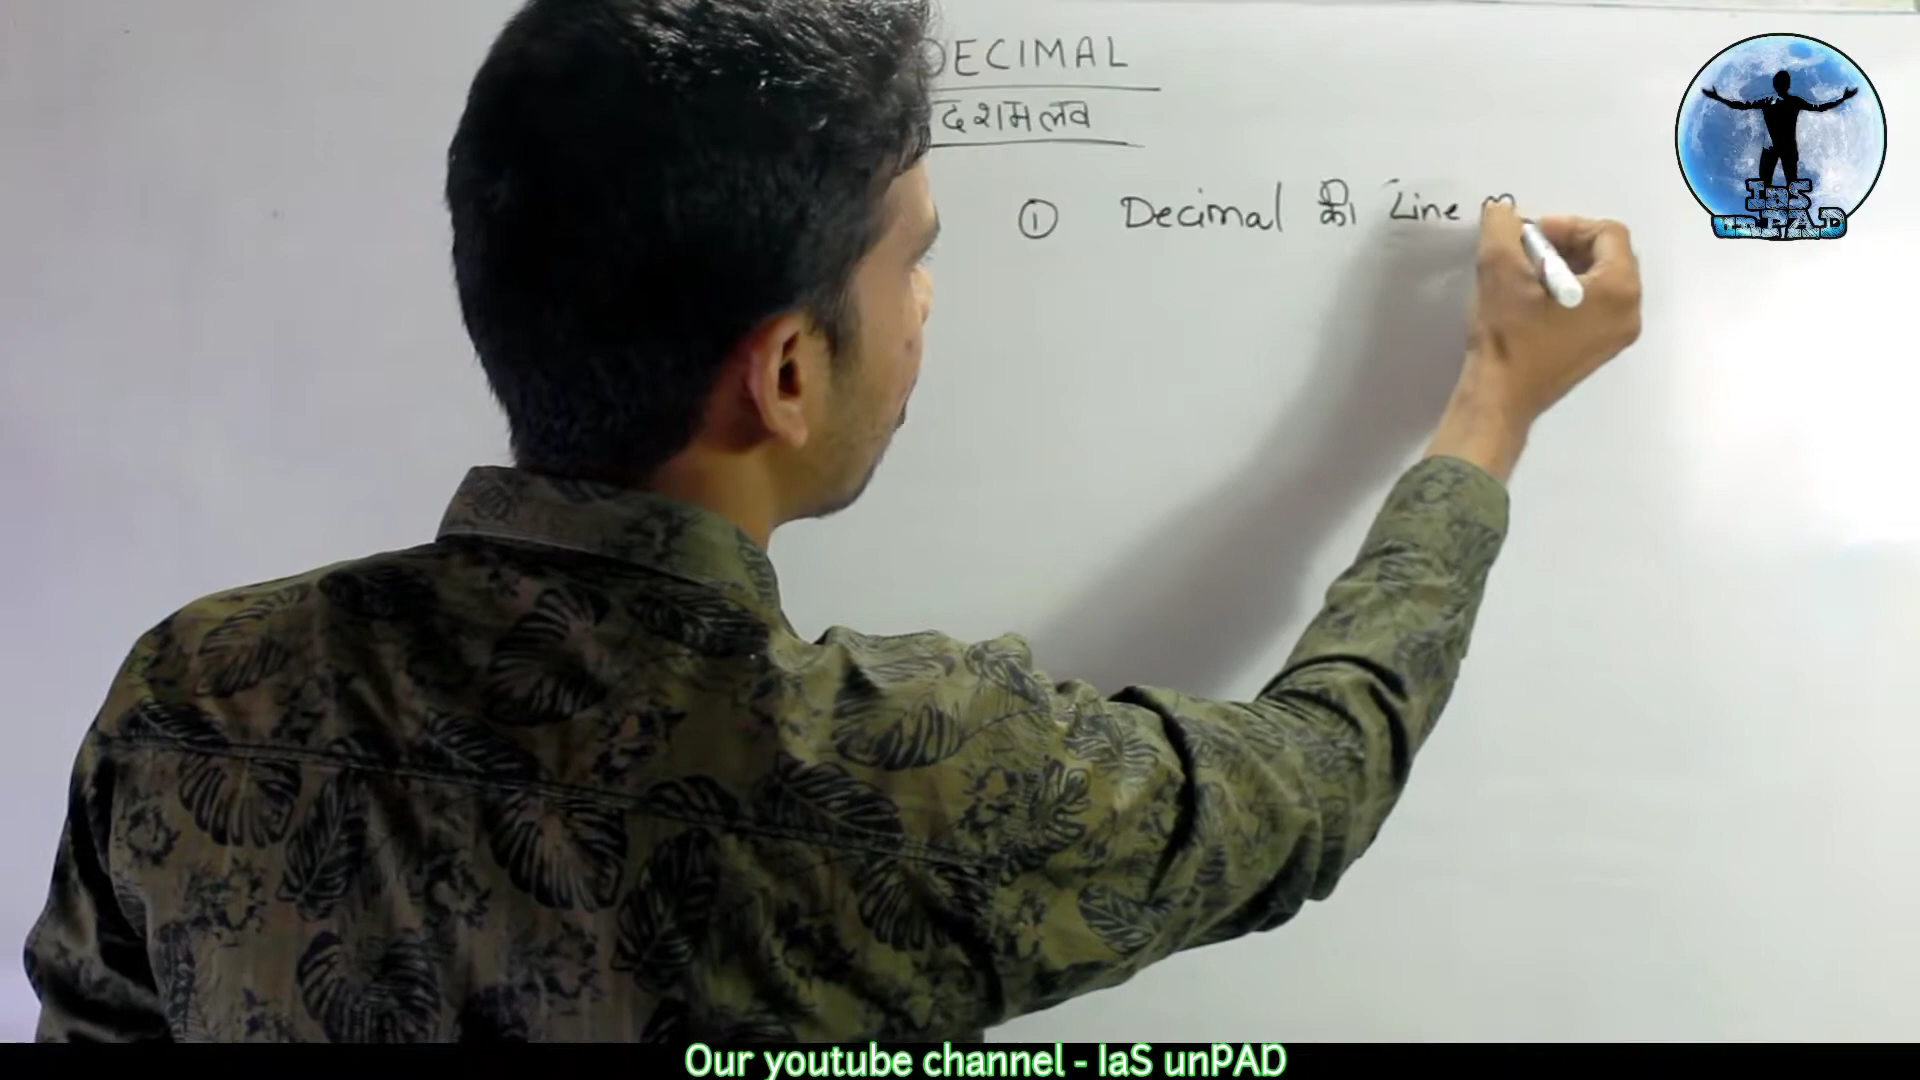 DECIMAL
दशमलव
① Decimal को Line
IaS
unPAD
Our youtube channel - IaS unPAD